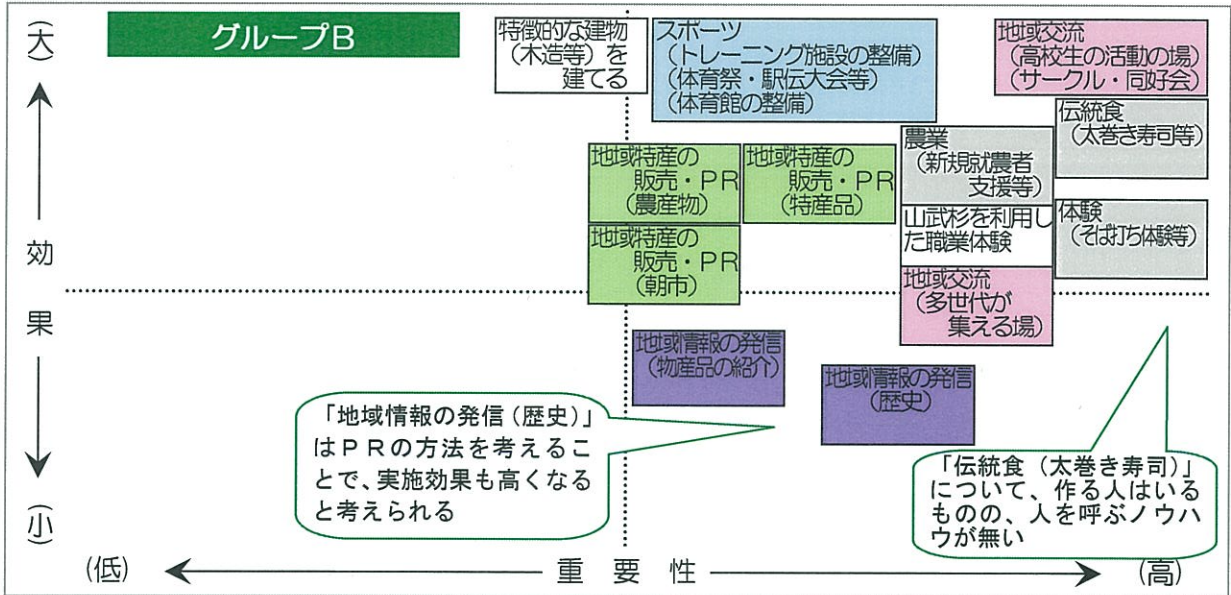 (大)
グループB
特徴的な建物
(木造等)を
建てる
スポーツ
(トレーニング施設の整備)
(体育祭・駅伝大会等)
(体育館の整備)
地域交流
(高校生の活動の場)
(サークル・同好会)
伝統食
(太巻き寿司等)
地域特産の
販売・PR
(農産物)
地域特産の
販売・PR
(特産品)
農業
(新規就農者
支援等)
山武杉を利用し
た職業体験
体験
(そば打ち体験等)
地域特産の
販売・PR
(朝市)
地域交流
(多世代が
集える場)
効
果
地域情報の発信
(物産品の紹介)
地域情報の発信
(歴史)
「地域情報の発信(歴史)」
はPRの方法を考えるこ
とで、実施効果も高くなる
と考えられる
「伝統食(太巻き寿司)」
について、作る人はいる
ものの、人を呼ぶノウハ
ウが無い
(小)
(低)
重要性
(高)